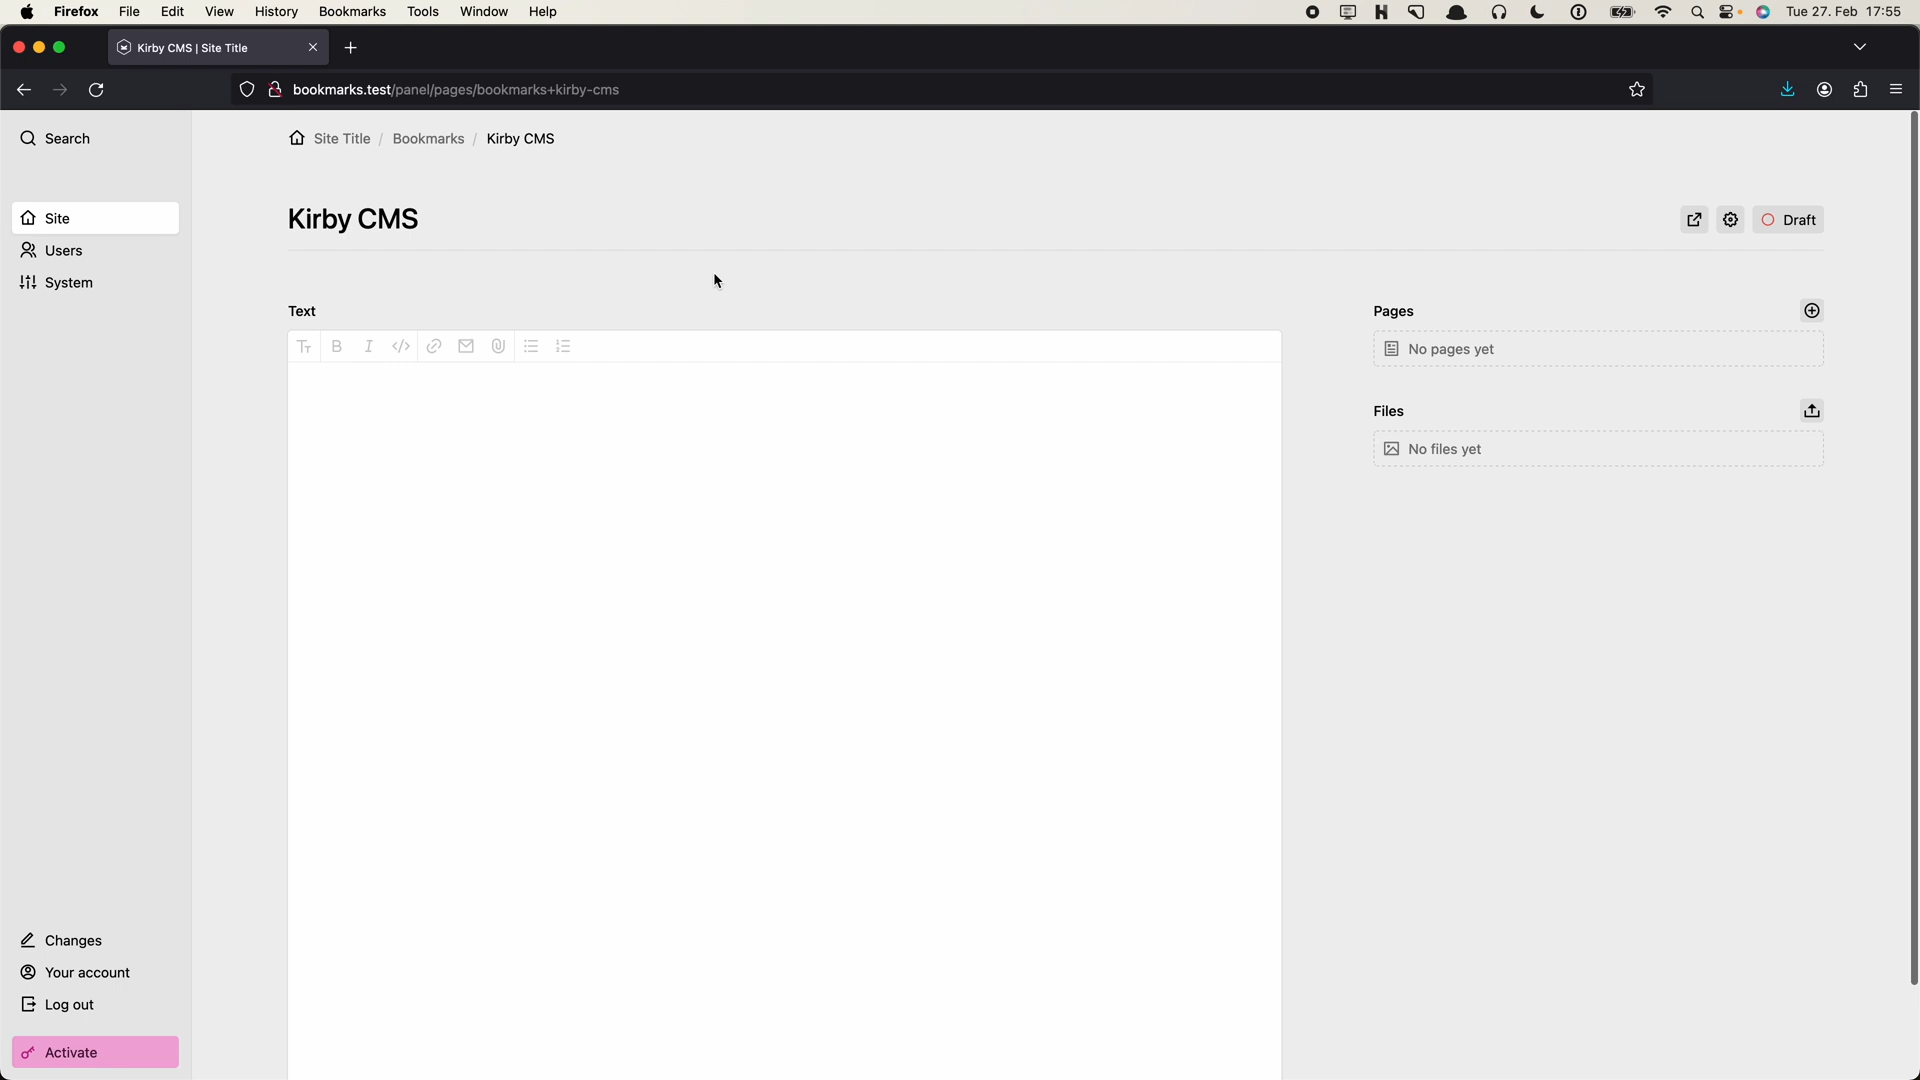 Firefox File Edit View History Bookmarks Tools Window Help Tue 27. Feb 17:55
Kirby CMS | Site Title
bookmarks.test/panel/pages/bookmarks+kirby-cms
Search
Site Title / Bookmarks / Kirby CMS
Kirby CMS
Draft
Site
Users
System
Text
Pages
No pages yet
Files
No files yet
Changes
Your account
Log out
Activate